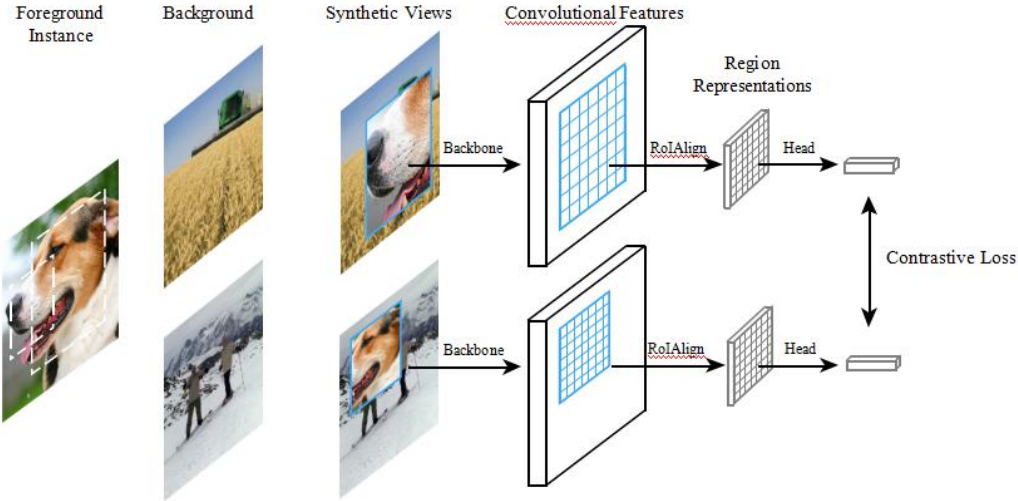 Foreground
Instance
Background
Synthetic Views
Convolutional Features
Region
Representations
Backbone
RoIAlign
Head
Contrastive Loss
Backbone
RoIAlign
Head